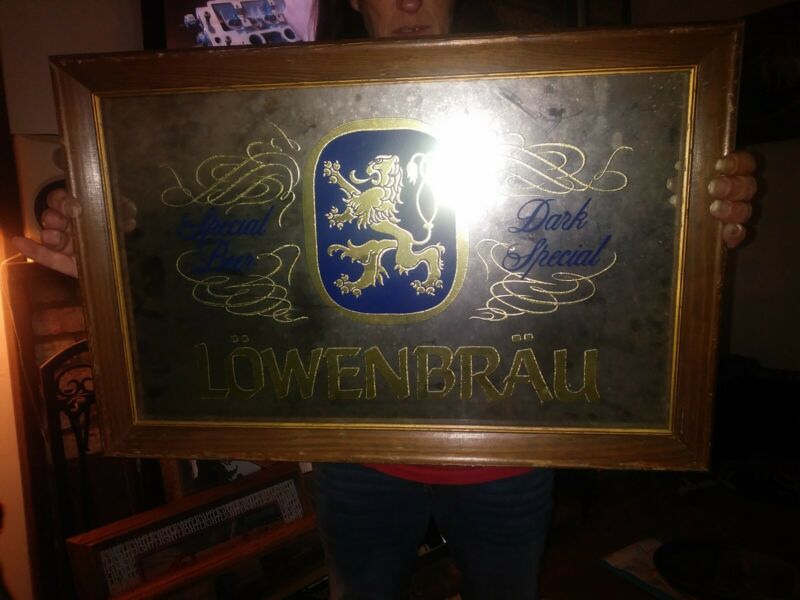 Special
Beer
Dark
Special
LÖWENBRÄU